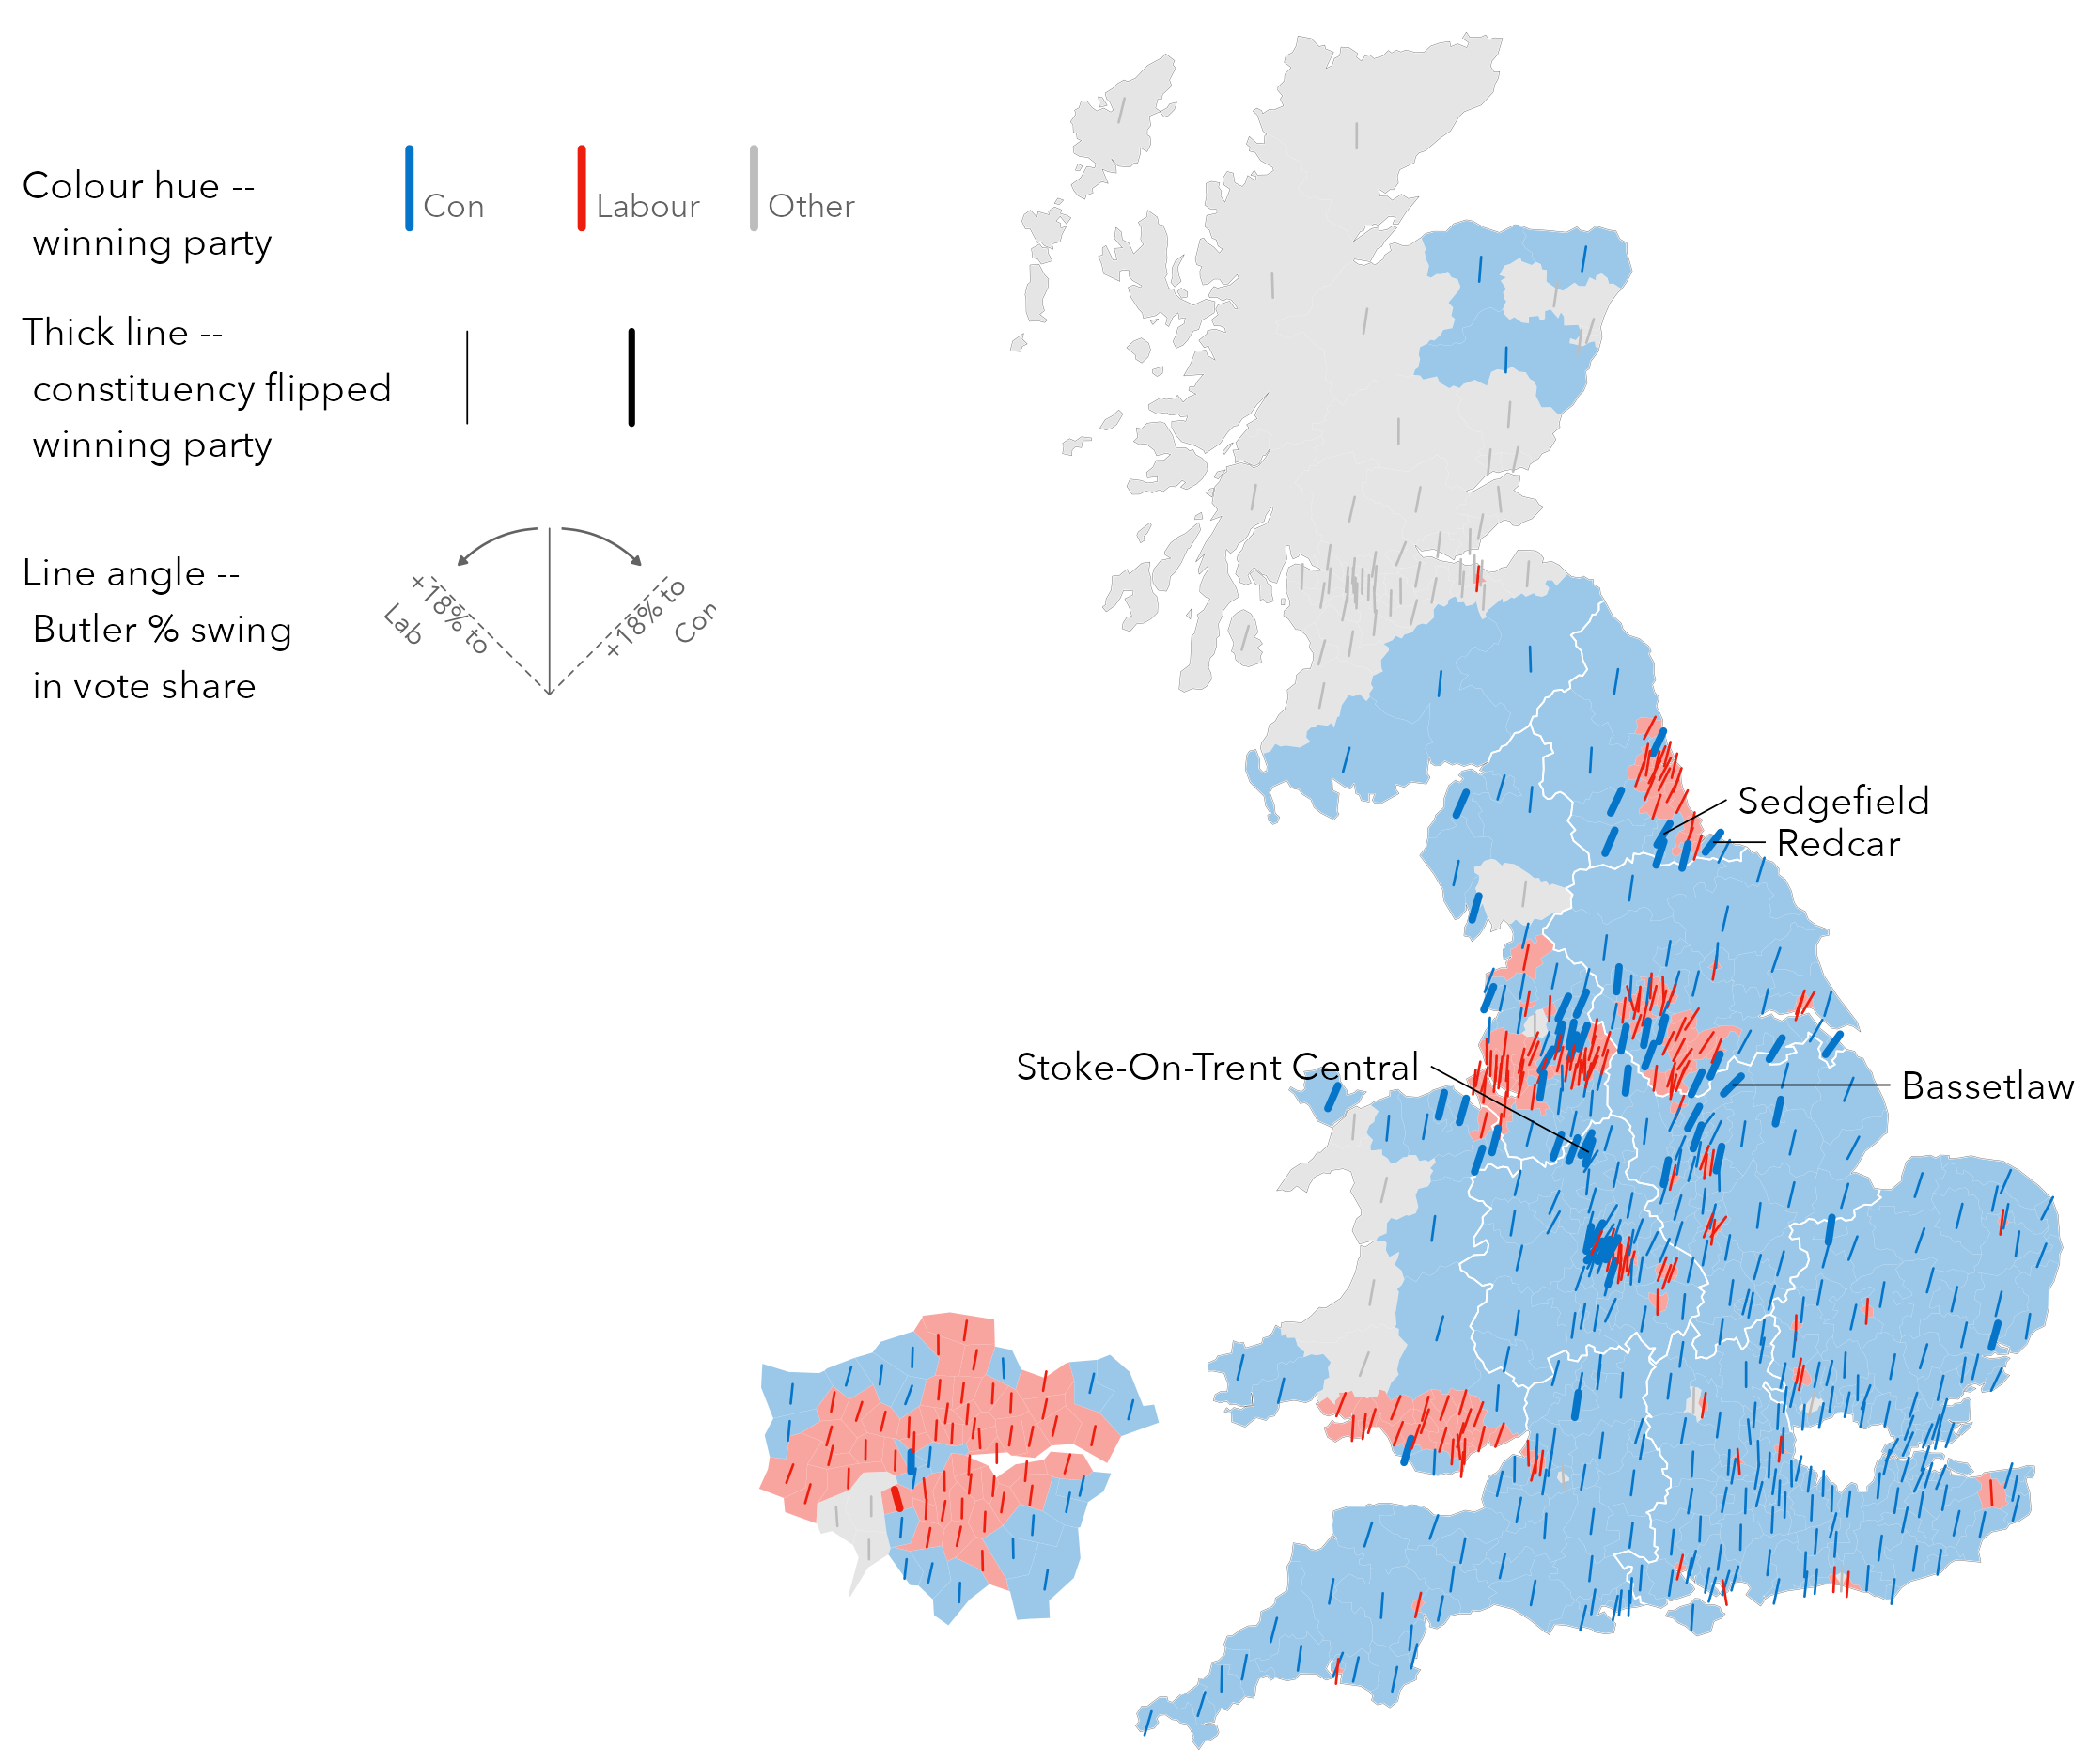 Colour hue --
winning party
Con
Labour
Other
Thick line --
constituency flipped
winning party
Line angle --
Butler % swing
in vote share
+18% to
Lab
+18% to
Con
Sedgefield
Redcar
Stoke-On-Trent Central
Bassetlaw